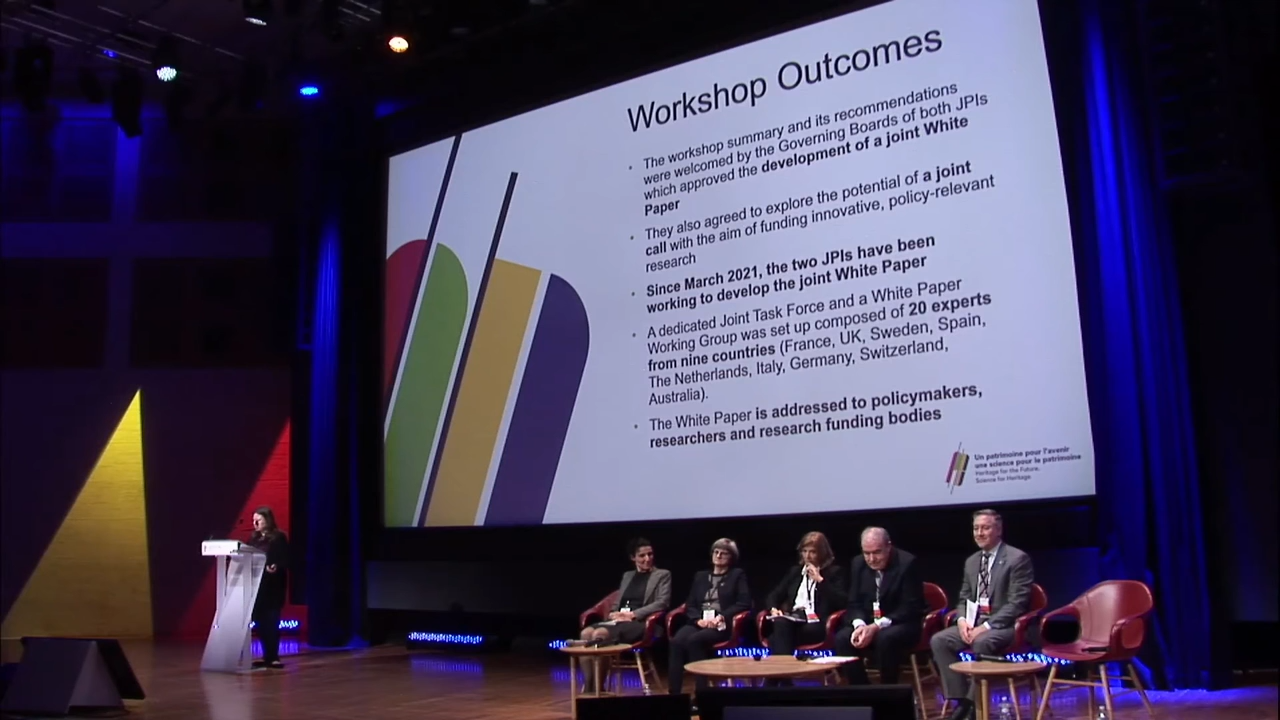 Workshop Outcomes
• The workshop summary and its recommendations
were welcomed by the Governing Boards of both JPIs
which approved the development of a joint White
Paper
• They also agreed to explore the potential of a joint
call with the aim of funding innovative, policy-relevant
research
• Since March 2021, the two JPIs have been
working to develop the joint White Paper
• A dedicated Joint Task Force and a White Paper
Working Group was set up composed of 20 experts
from nine countries (France, UK, Sweden, Spain,
The Netherlands, Italy, Germany, Switzerland,
Australia).
• The White Paper is addressed to policymakers,
researchers and research funding bodies
Un patrimoine pour l'avenir
une science pour le patrimoine
Heritage for the Future,
Science for Heritage